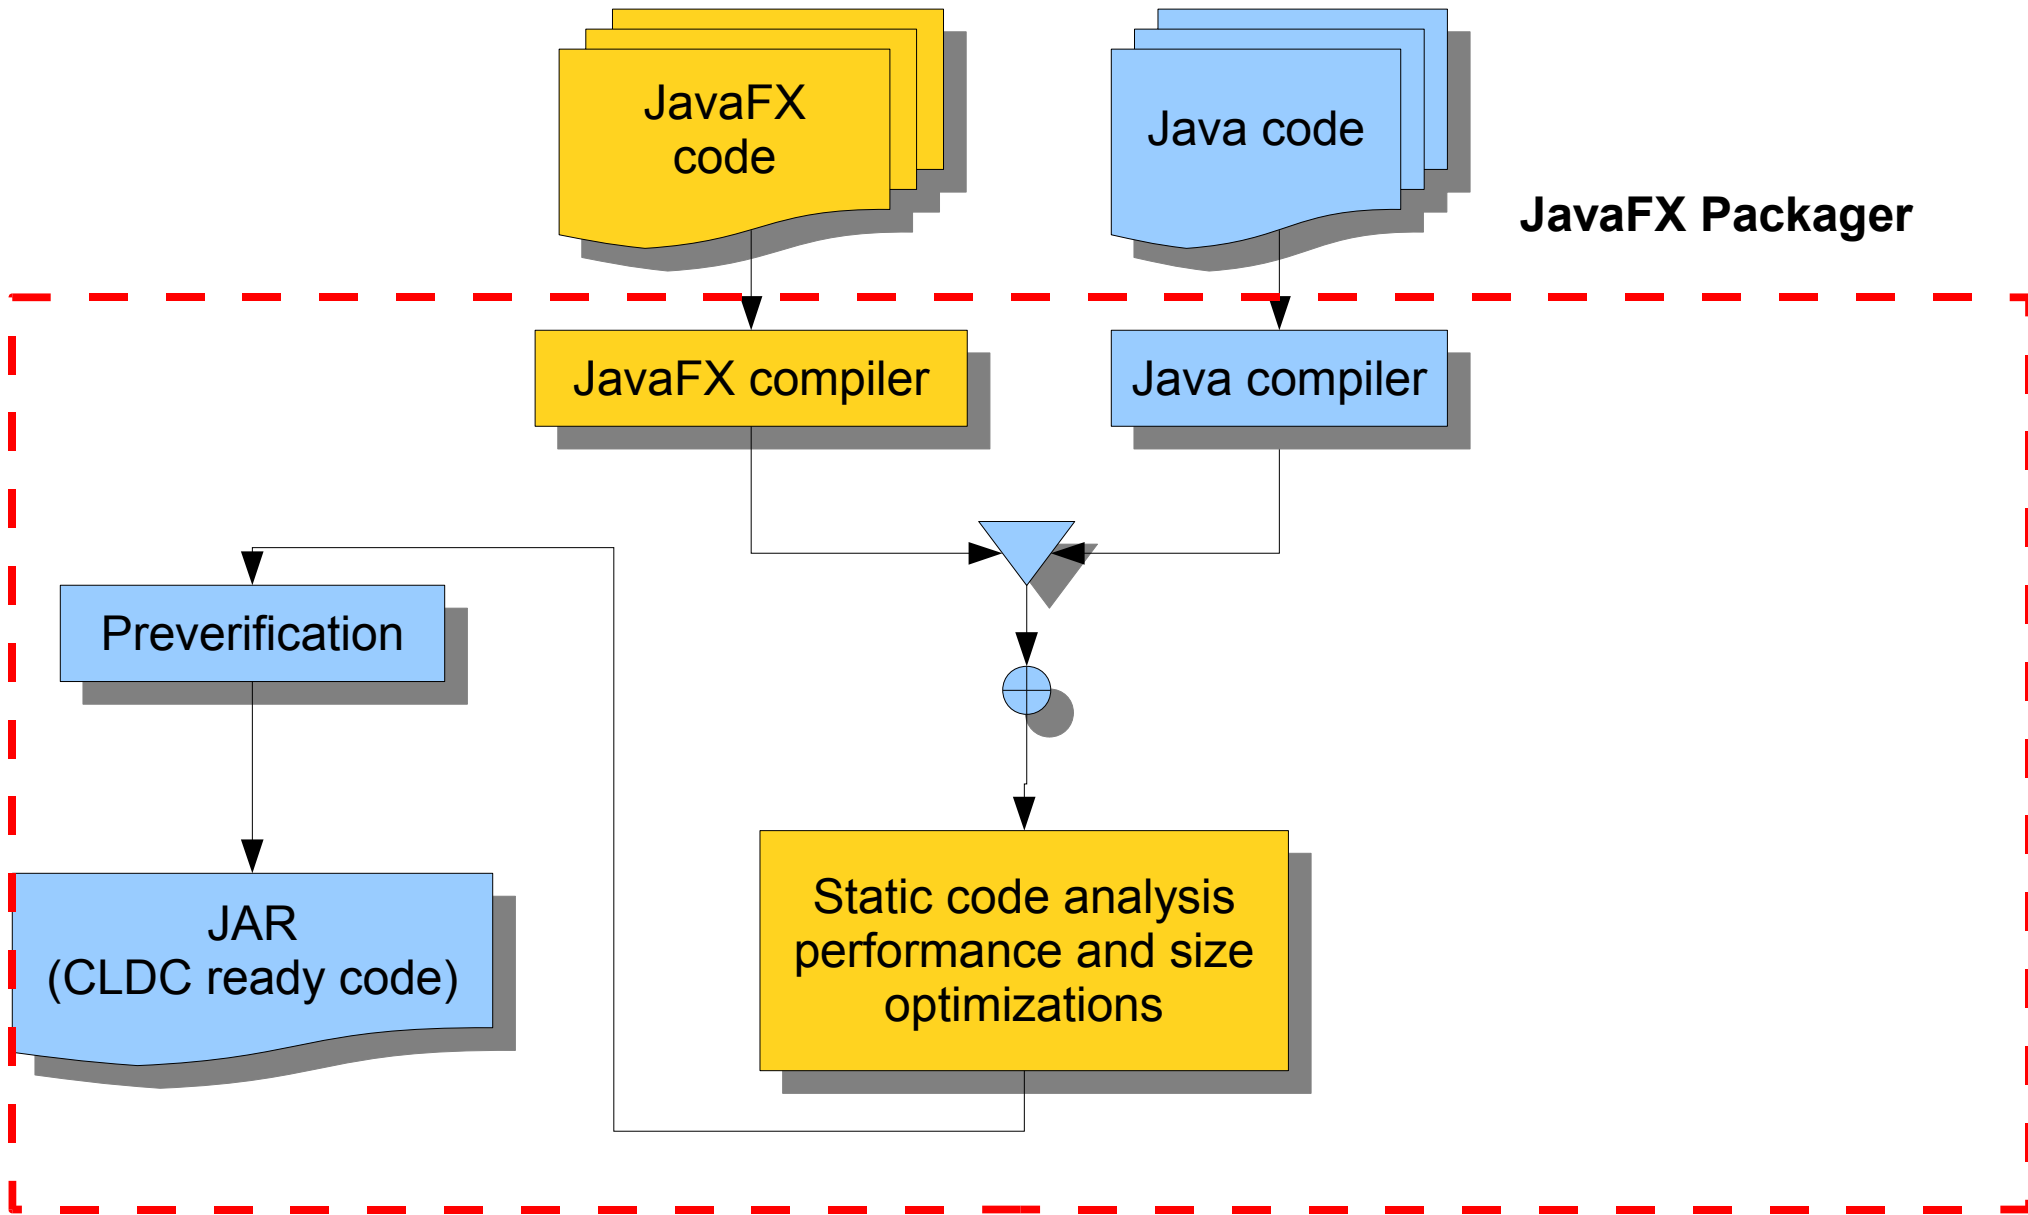 JavaFX
code
Java code
JavaFX Packager
JavaFX compiler
Java compiler
Preverification
Static code analysis
performance and size
optimizations
JAR
(CLDC ready code)